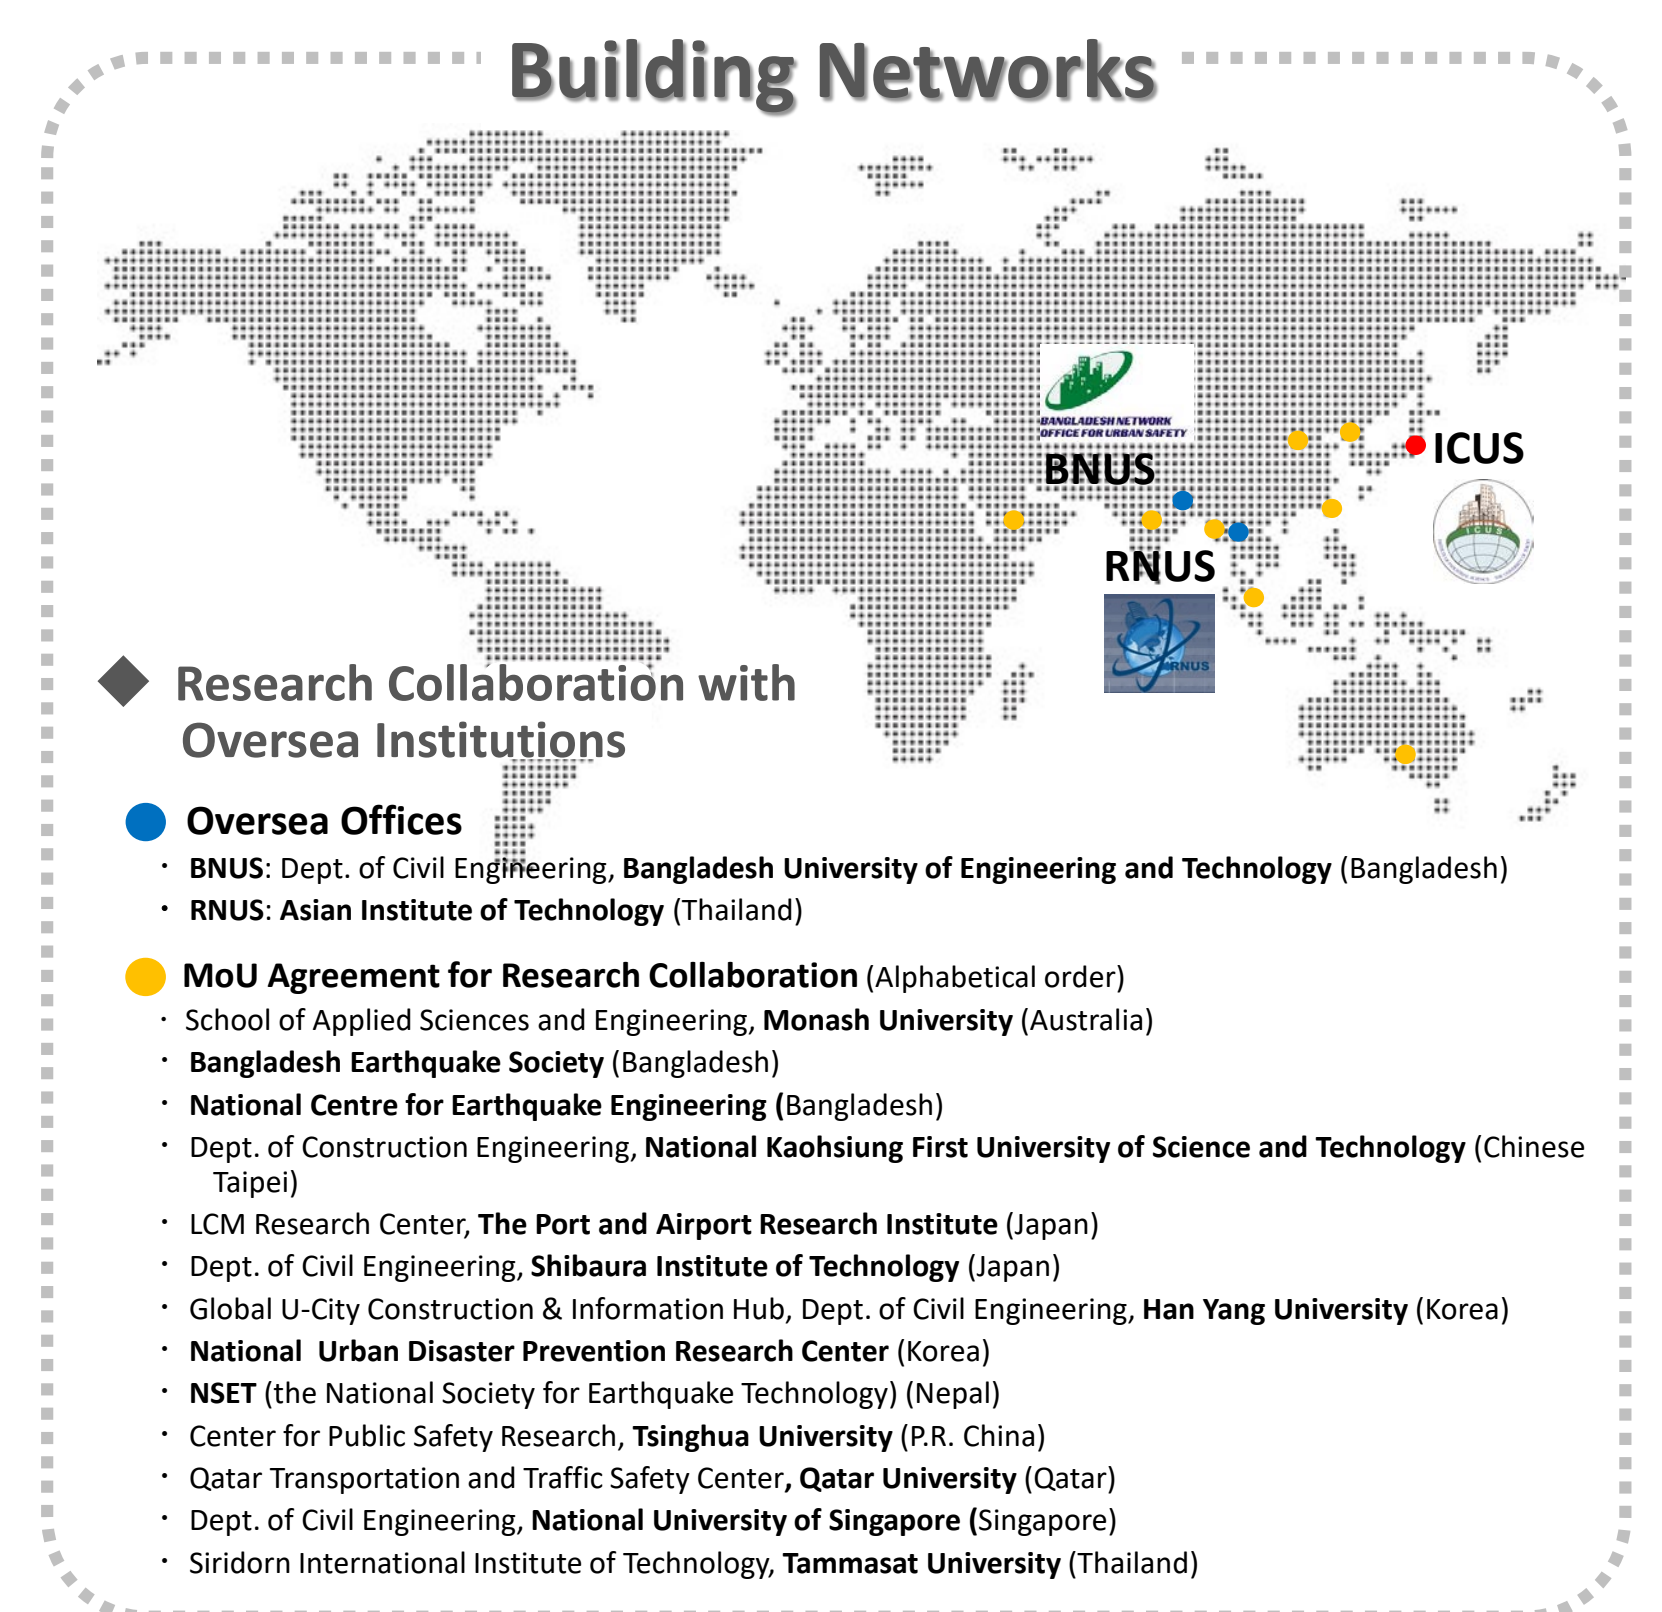 Building Networks
BANGLADESH NETWORK
OFFICE FOR URBAN SAFETY
BNUS
ICUS
ICUS
RNUS
RNUS
◆ Research Collaboration with
Oversea Institutions
Oversea Offices
・BNUS: Dept. of Civil Engineering, Bangladesh University of Engineering and Technology (Bangladesh)
・RNUS: Asian Institute of Technology (Thailand)
MoU Agreement for Research Collaboration (Alphabetical order)
・School of Applied Sciences and Engineering, Monash University (Australia)
・Bangladesh Earthquake Society (Bangladesh)
・National Centre for Earthquake Engineering (Bangladesh)
・Dept. of Construction Engineering, National Kaohsiung First University of Science and Technology (Chinese
Taipei)
・LCM Research Center, The Port and Airport Research Institute (Japan)
・Dept. of Civil Engineering, Shibaura Institute of Technology (Japan)
・Global U-City Construction & Information Hub, Dept. of Civil Engineering, Han Yang University (Korea)
・National Urban Disaster Prevention Research Center (Korea)
・NSET (the National Society for Earthquake Technology) (Nepal)
・Center for Public Safety Research, Tsinghua University (P.R. China)
・Qatar Transportation and Traffic Safety Center, Qatar University (Qatar)
・Dept. of Civil Engineering, National University of Singapore (Singapore)
・Siridorn International Institute of Technology, Tammasat University (Thailand)